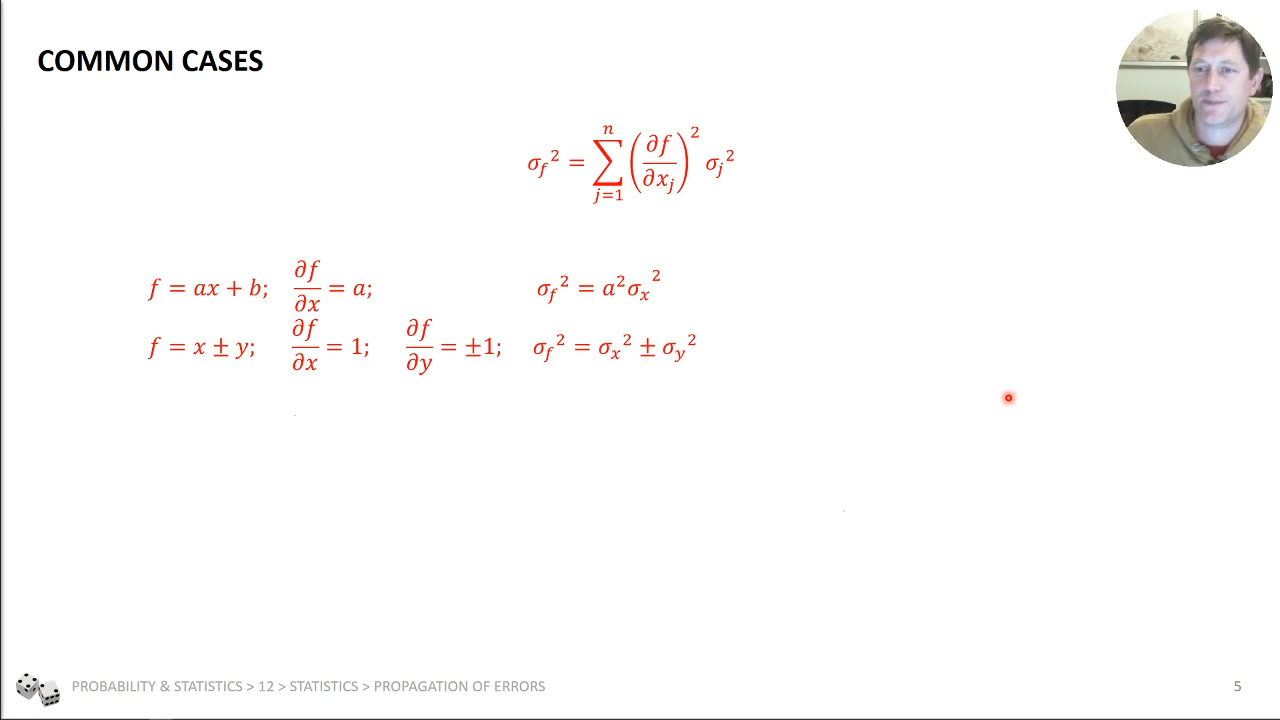 COMMON CASES
σ_f² = ∑_{j=1}^{n} (∂f/∂x_j)² σ_j²
f = ax + b; ∂f/∂x = a; σ_f² = a²σ_x²
f = x ± y; ∂f/∂x = 1; ∂f/∂y = ±1; σ_f² = σ_x² ± σ_y²
PROBABILITY & STATISTICS > 12 > STATISTICS > PROPAGATION OF ERRORS
5